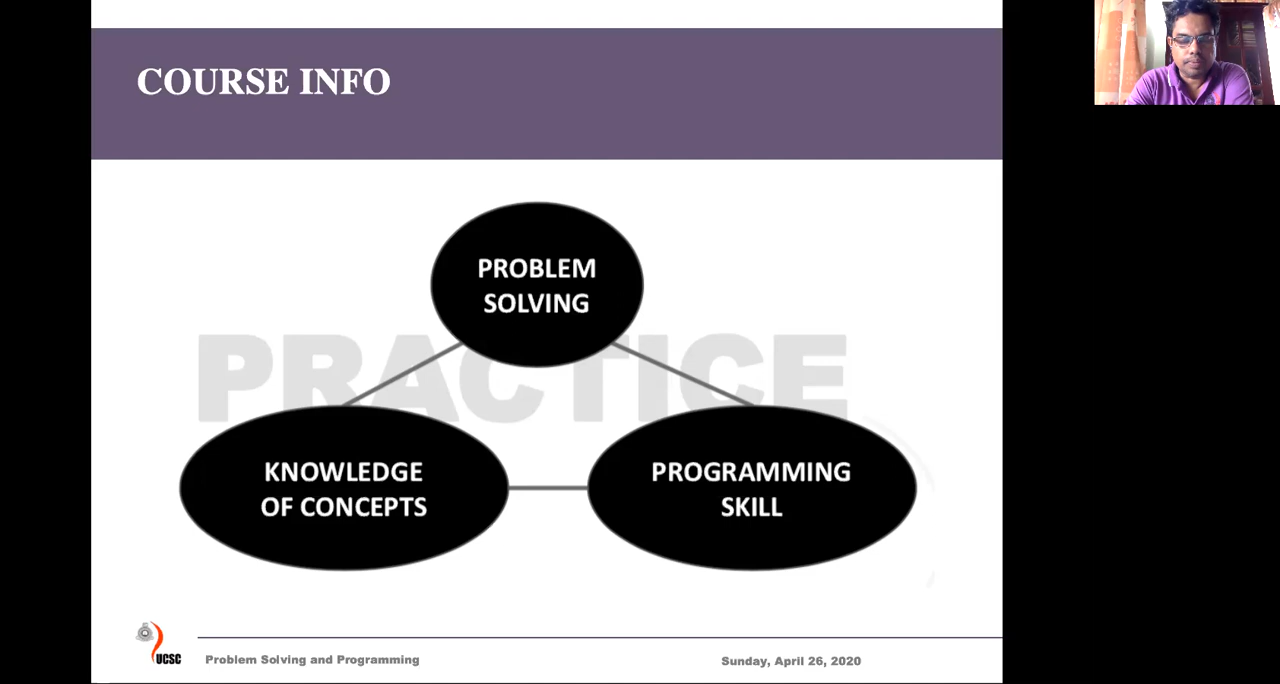 COURSE INFO
PROBLEM
SOLVING
PRACTICE
KNOWLEDGE
OF CONCEPTS
PROGRAMMING
SKILL
UCSC
Problem Solving and Programming
Sunday, April 26, 2020